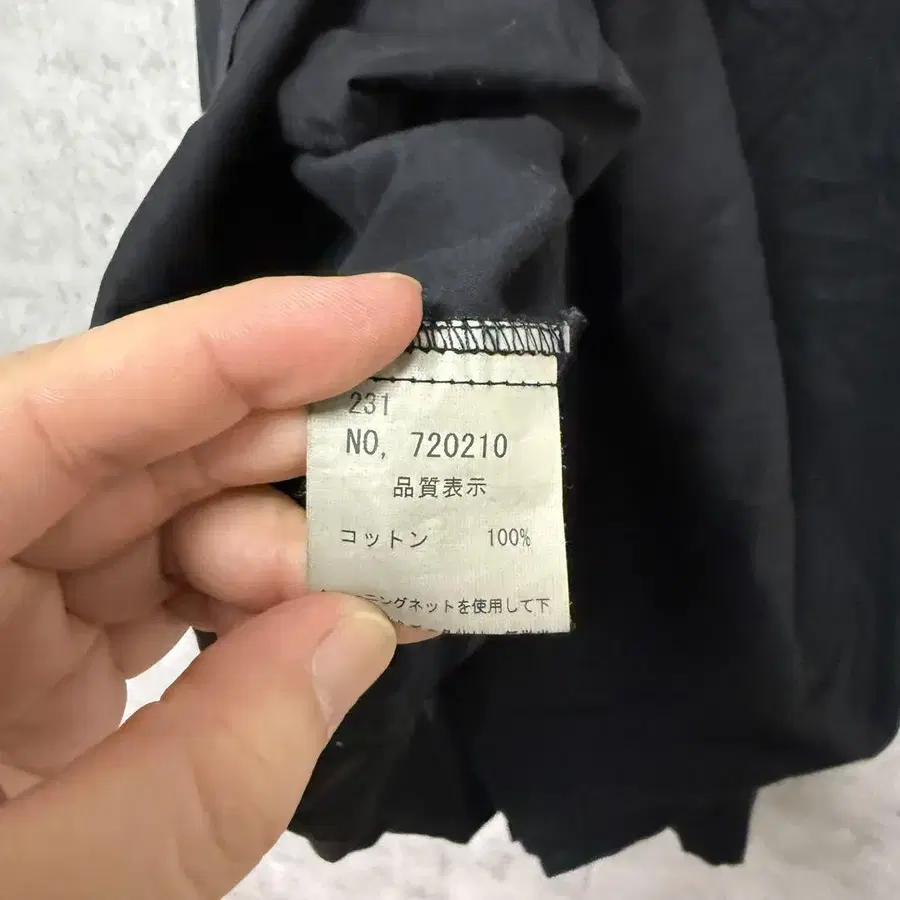 231
NO, 720210
品質表示
コットン 100%
ングネットを使用して下